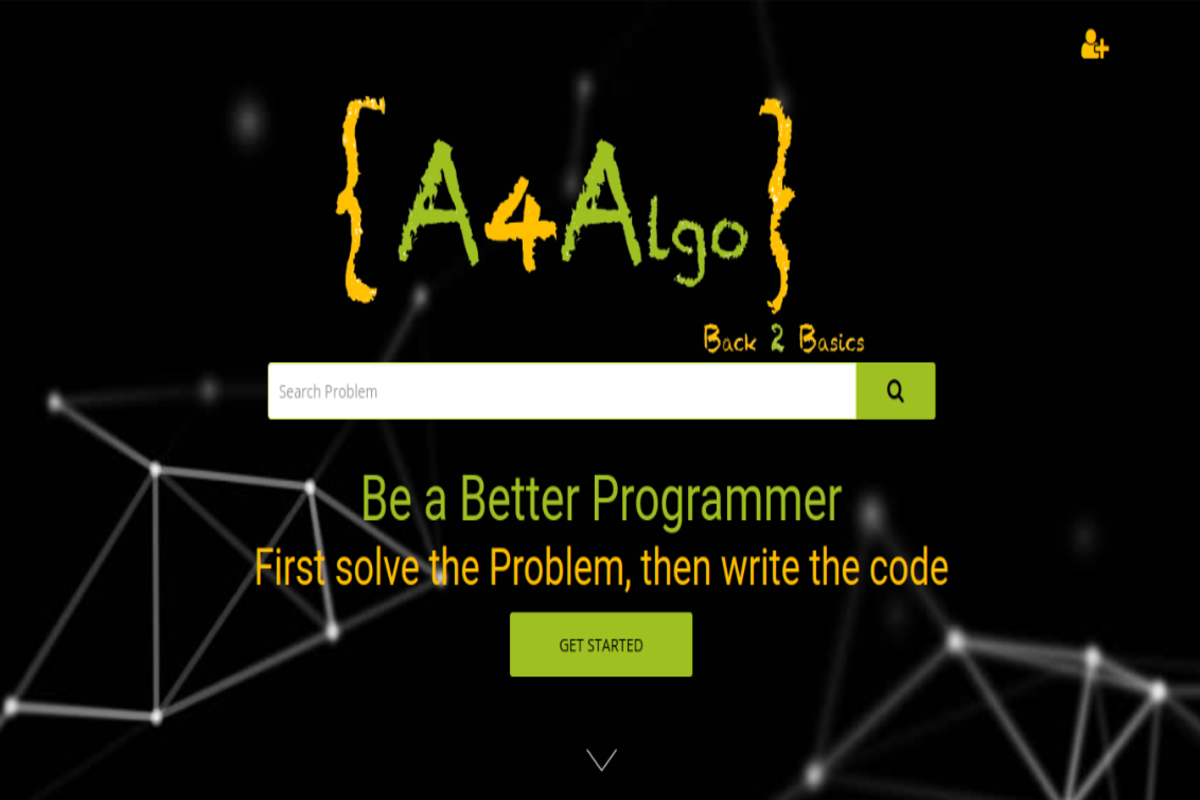 { A4Algo }
Back 2 Basics
Search Problem
Be a Better Programmer
First solve the Problem, then write the code
GET STARTED